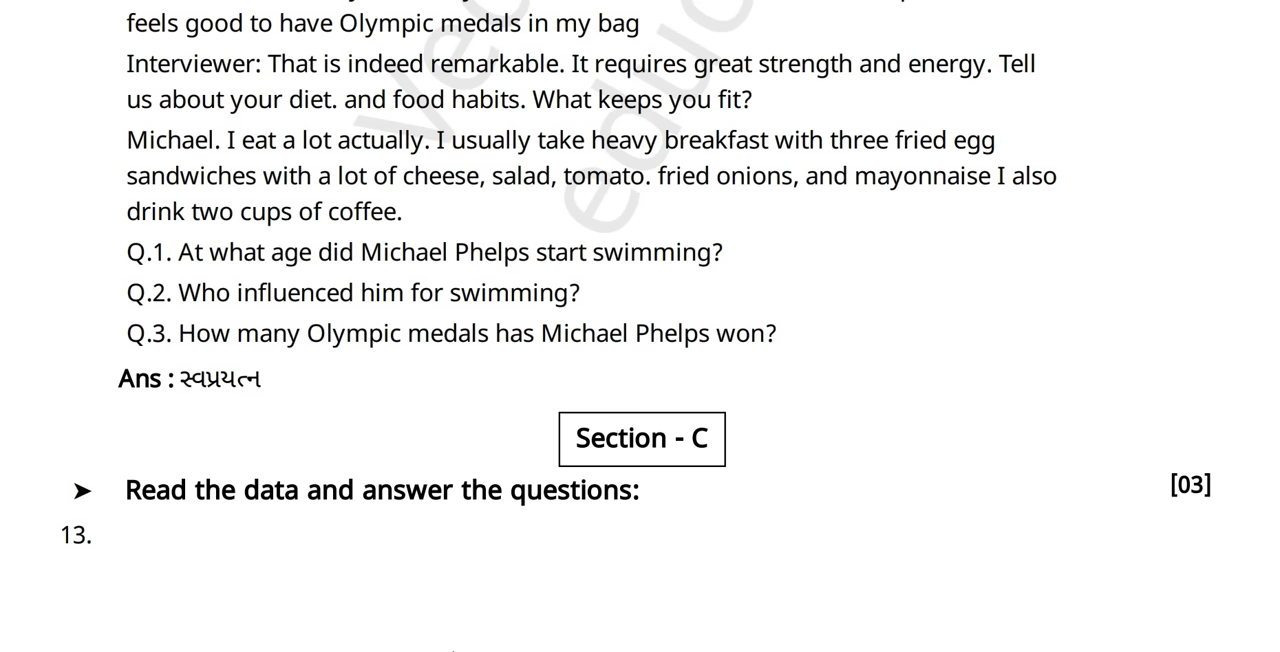 feels good to have Olympic medals in my bag
Interviewer: That is indeed remarkable. It requires great strength and energy. Tell
us about your diet. and food habits. What keeps you fit?
Michael. I eat a lot actually. I usually take heavy breakfast with three fried egg
sandwiches with a lot of cheese, salad, tomato. fried onions, and mayonnaise I also
drink two cups of coffee.
Q.1. At what age did Michael Phelps start swimming?
Q.2. Who influenced him for swimming?
Q.3. How many Olympic medals has Michael Phelps won?
Ans : સ્વપ્રયત્ન
Section - C
➤ Read the data and answer the questions: [03]
13.